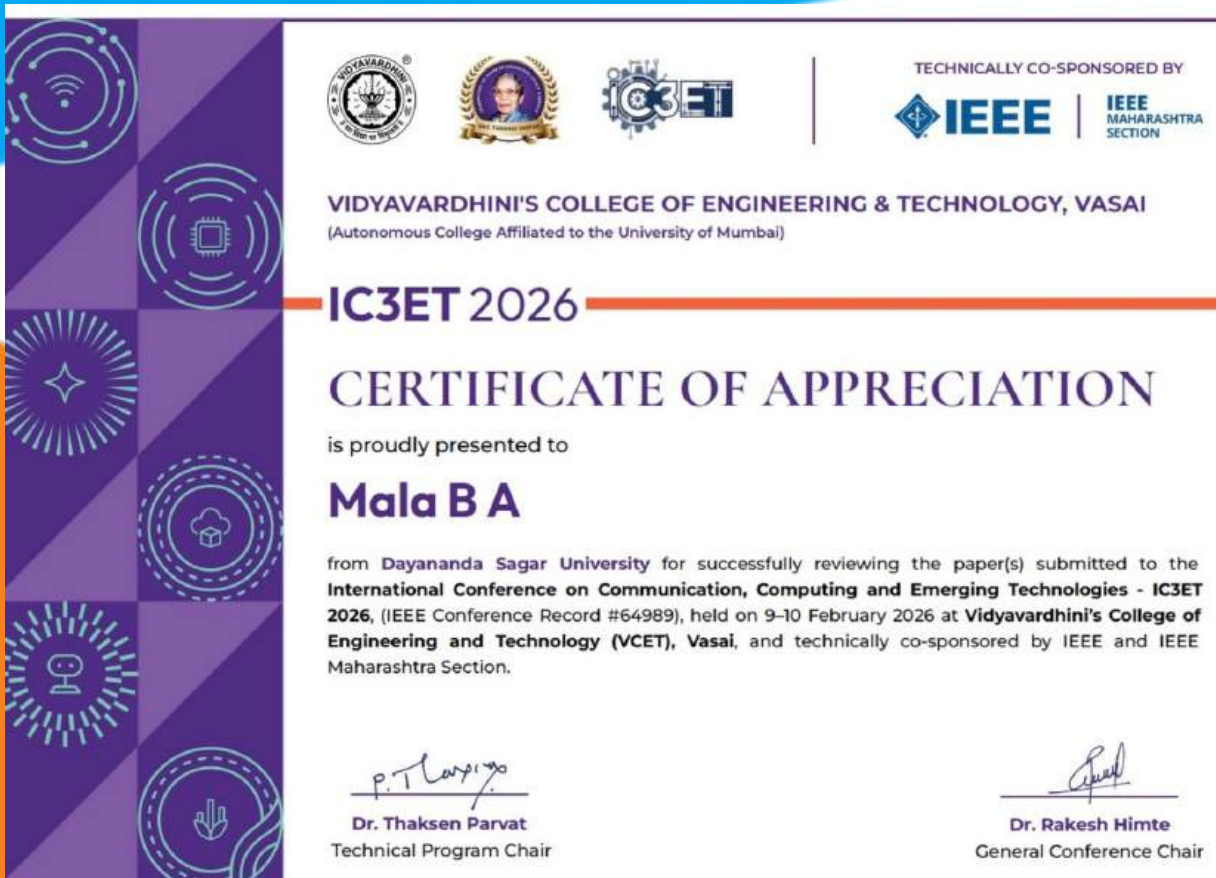 VIDYAVARDHINI
IC3ET
TECHNICALLY CO-SPONSORED BY
IEEE
IEEE
MAHARASHTRA
SECTION
VIDYAVARDHINI'S COLLEGE OF ENGINEERING & TECHNOLOGY, VASAI
(Autonomous College Affiliated to the University of Mumbai)
IC3ET 2026
CERTIFICATE OF APPRECIATION
is proudly presented to
Mala B A
from Dayananda Sagar University for successfully reviewing the paper(s) submitted to the
International Conference on Communication, Computing and Emerging Technologies - IC3ET
2026, (IEEE Conference Record #64989), held on 9–10 February 2026 at Vidyavardhini's College of
Engineering and Technology (VCET), Vasai, and technically co-sponsored by IEEE and IEEE
Maharashtra Section.
Dr. Thaksen Parvat
Technical Program Chair
Dr. Rakesh Himte
General Conference Chair